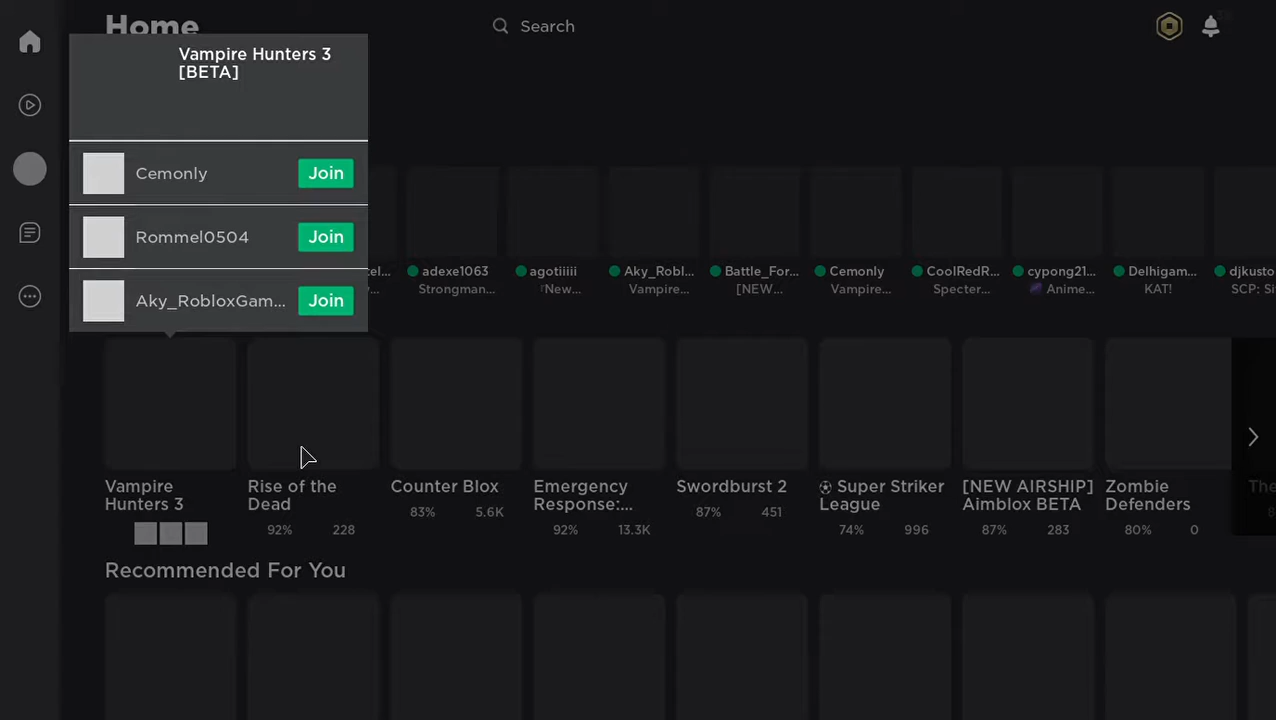 Home
Search
Vampire Hunters 3
[BETA]
Cemonly
Join
Rommel0504
Join
Aky_RobloxGam...
Join
adexe1063
agotiiiii
Aky_Robl...
Battle_For...
Cemonly
CoolRedR...
cypong21...
Delhigam...
djkusto
Strongman...
Vampire...
[NEW...
Vampire...
Specter...
Anime...
KAT!
SCP: Si
Vampire
Hunters 3
Rise of the
Dead
92% 228
Counter Blox
83% 5.6K
Emergency
Response:...
92% 13.3K
Swordburst 2
87% 451
Super Striker
League
74% 996
[NEW AIRSHIP]
Aimblox BETA
87% 283
Zombie
Defenders
80% 0
Recommended For You